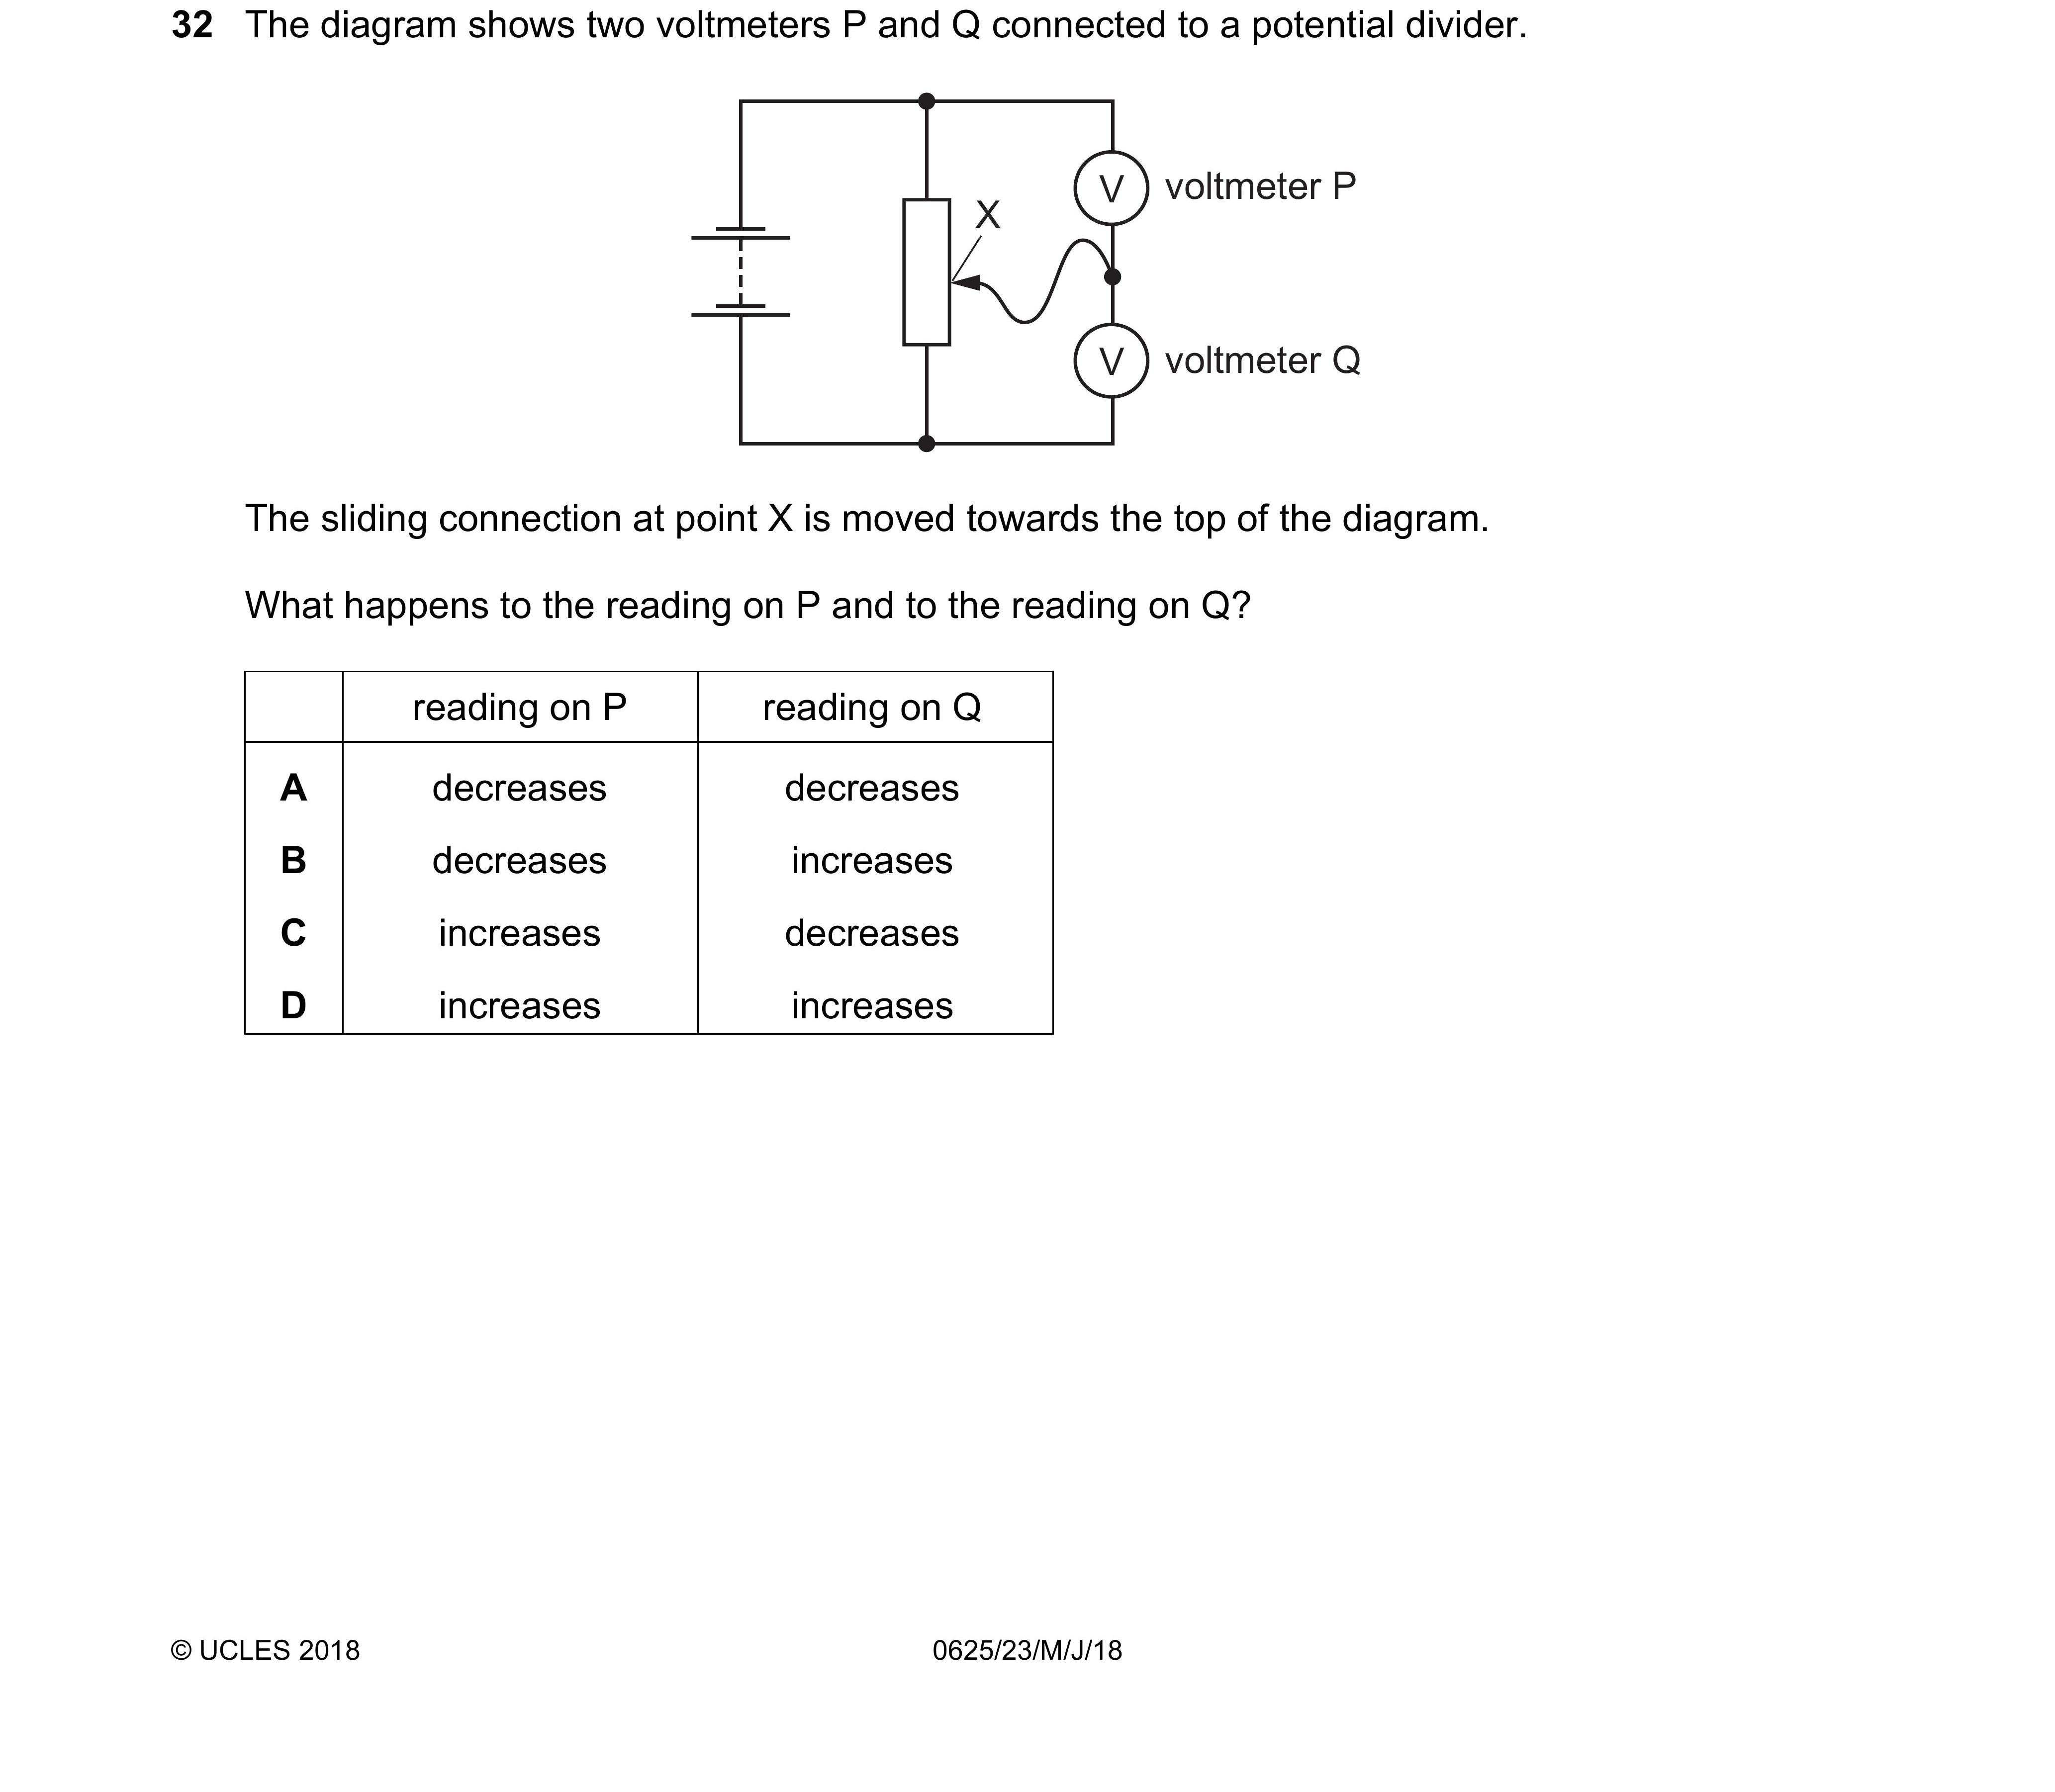 32 The diagram shows two voltmeters P and Q connected to a potential divider.
X
V voltmeter P
V voltmeter Q
The sliding connection at point X is moved towards the top of the diagram.
What happens to the reading on P and to the reading on Q?
reading on P reading on Q
A decreases decreases
B decreases increases
C increases decreases
D increases increases
© UCLES 2018 0625/23/M/J/18